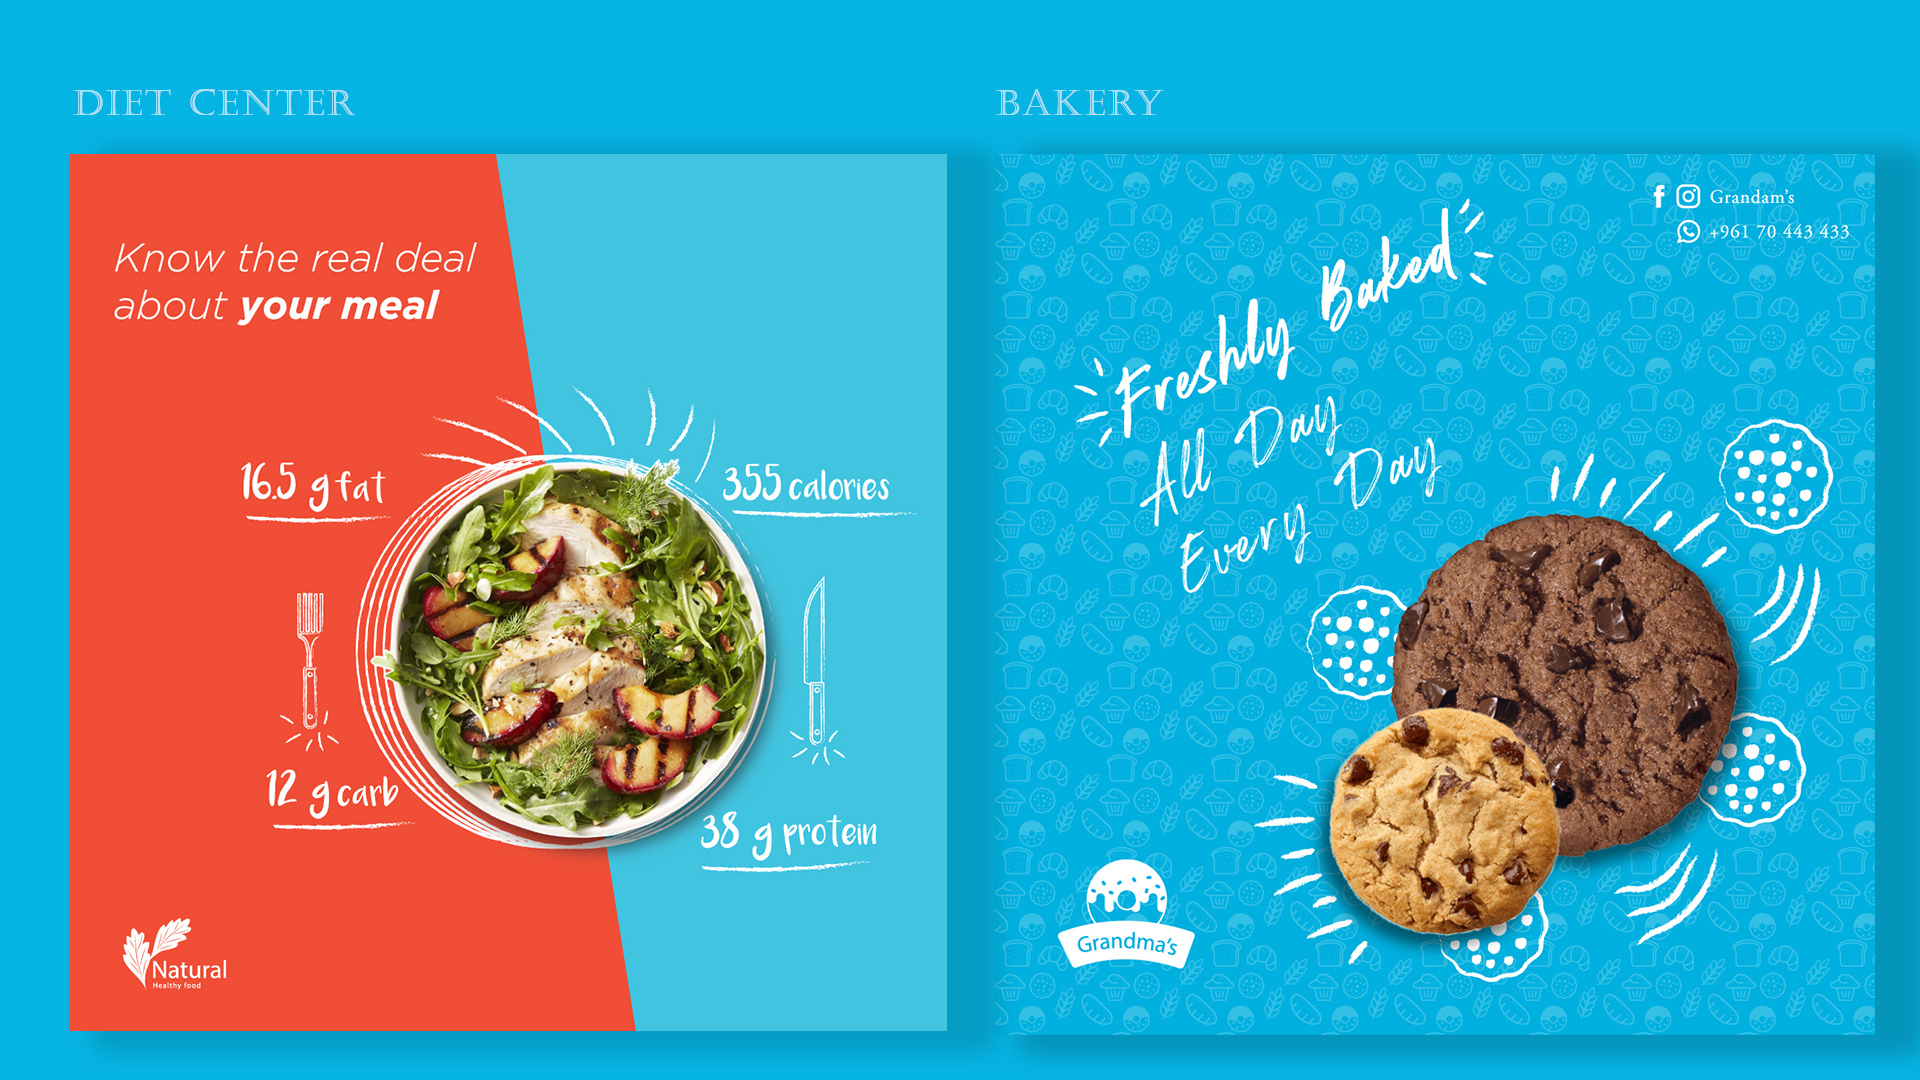 DIET CENTER
Know the real deal
about your meal
16.5 g fat
355 calories
12 g carb
38 g protein
Natural
Healthy food
BAKERY
Grandam's
+961 70 443 433
Freshly Baked
All Day
Every Day
Grandma's